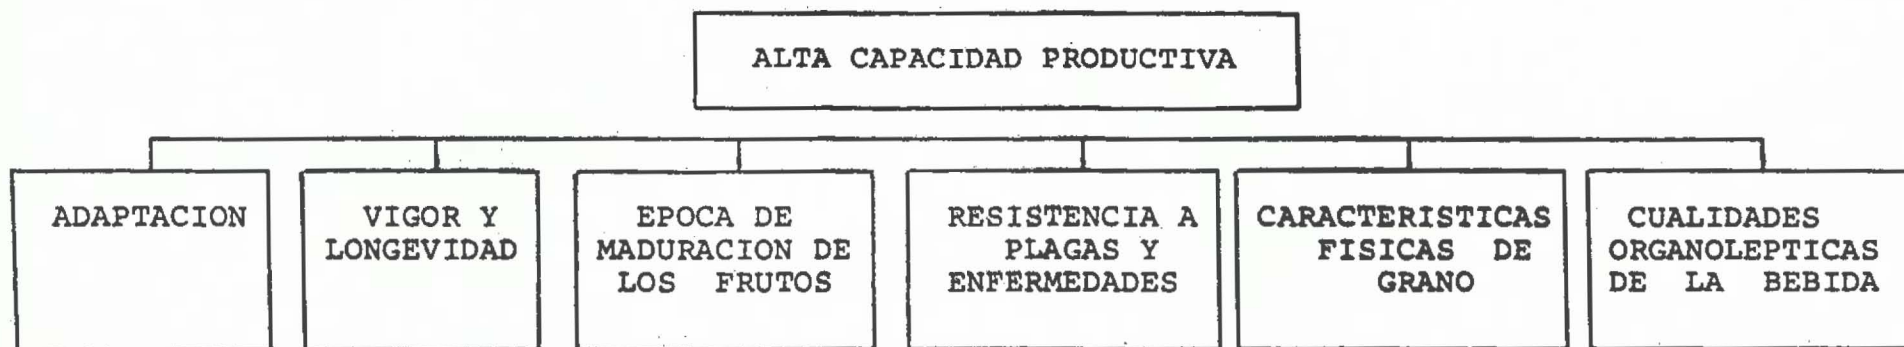 ALTA CAPACIDAD PRODUCTIVA
ADAPTACION
VIGOR Y
LONGEVIDAD
EPOCA DE
MADURACION DE
LOS FRUTOS
RESISTENCIA A
PLAGAS Y
ENFERMEDADES
CARACTERISTICAS
FISICAS DE
GRANO
CUALIDADES
ORGANOLEPTICAS
DE LA BEBIDA